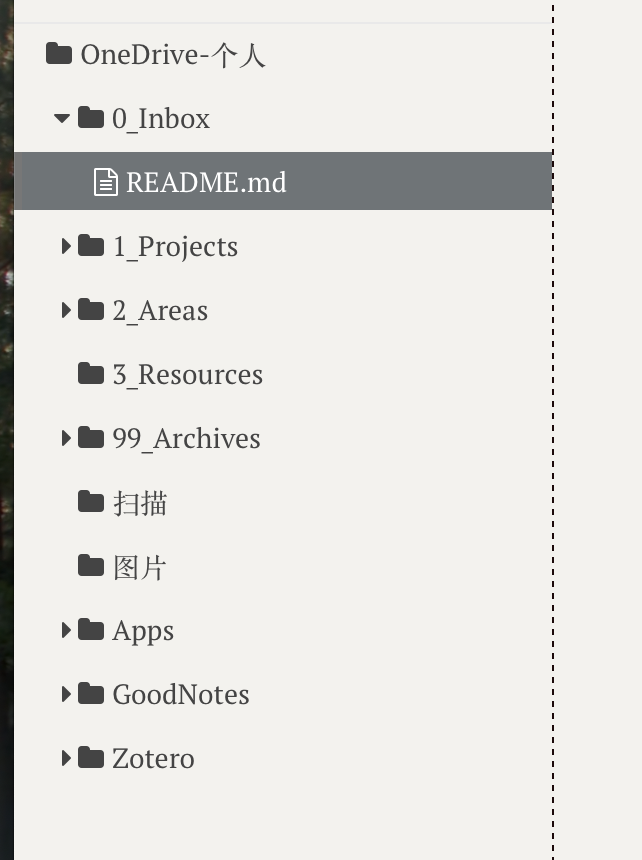 OneDrive-个人
0_Inbox
README.md
1_Projects
2_Areas
3_Resources
99_Archives
扫描
图片
Apps
GoodNotes
Zotero